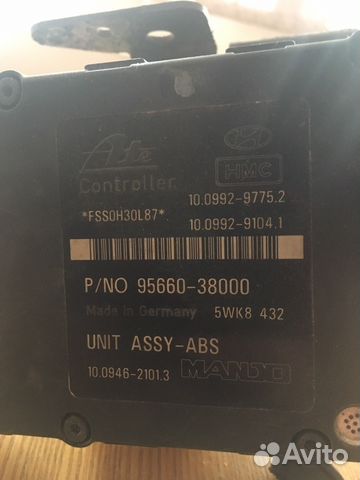 Ate
Controller
HMC
10.0992-9775.2
*FSS0H30L87*
10.0992-9104.1
P/NO 95660-38000
Made in Germany 5WK8 432
UNIT ASSY-ABS
10.0946-2101.3 MANDO
Avito